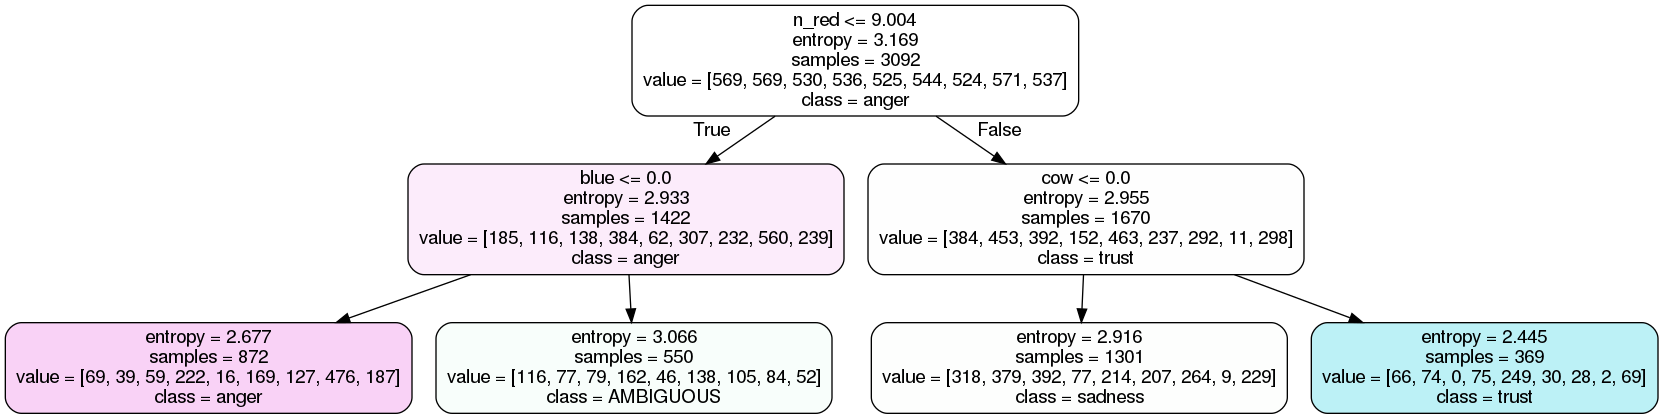 n_red <= 9.004
entropy = 3.169
samples = 3092
value = [569, 569, 530, 536, 525, 544, 524, 571, 537]
class = anger
True
False
blue <= 0.0
entropy = 2.933
samples = 1422
value = [185, 116, 138, 384, 62, 307, 232, 560, 239]
class = anger
cow <= 0.0
entropy = 2.955
samples = 1670
value = [384, 453, 392, 152, 463, 237, 292, 11, 298]
class = trust
entropy = 2.677
samples = 872
value = [69, 39, 59, 222, 16, 169, 127, 476, 187]
class = anger
entropy = 3.066
samples = 550
value = [116, 77, 79, 162, 46, 138, 105, 84, 52]
class = AMBIGUOUS
entropy = 2.916
samples = 1301
value = [318, 379, 392, 77, 214, 207, 264, 9, 229]
class = sadness
entropy = 2.445
samples = 369
value = [66, 74, 0, 75, 249, 30, 28, 2, 69]
class = trust